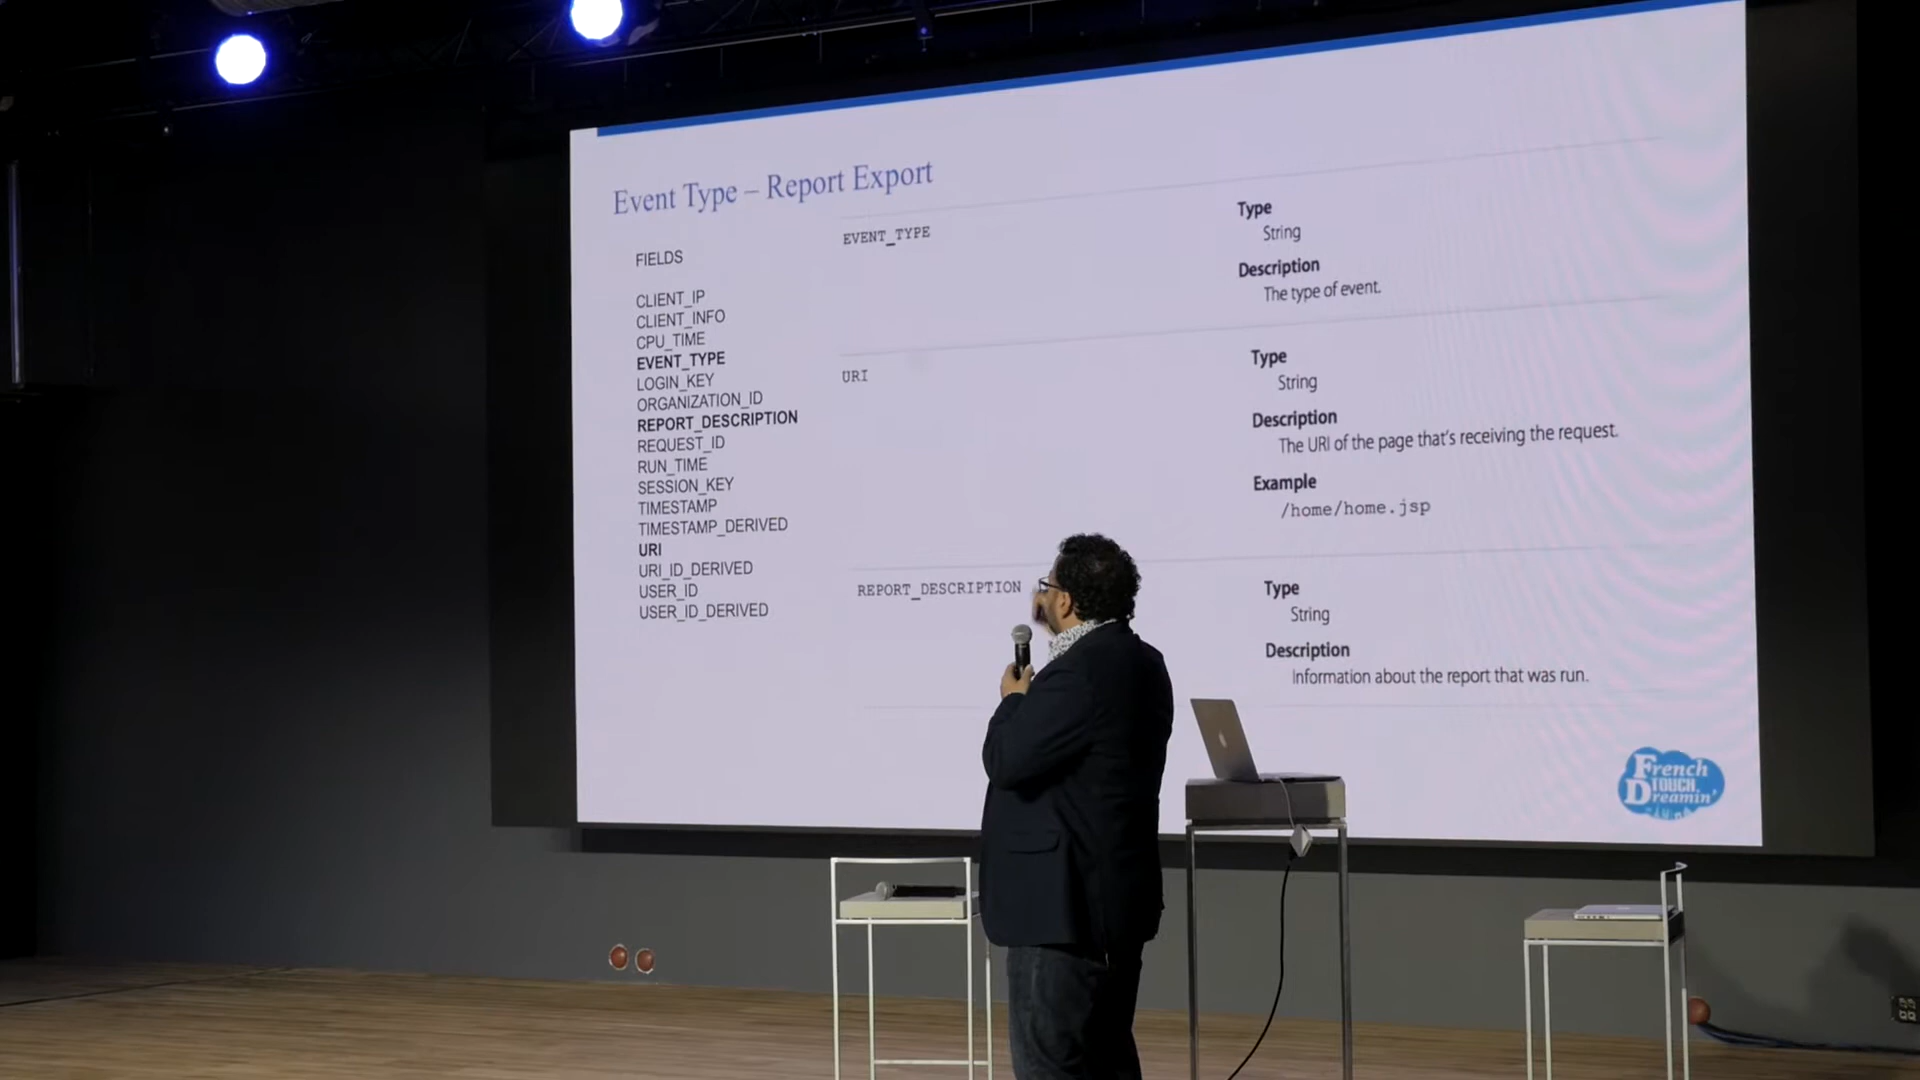 Event Type – Report Export
FIELDS
CLIENT_IP
CLIENT_INFO
CPU_TIME
EVENT_TYPE
LOGIN_KEY
ORGANIZATION_ID
REPORT_DESCRIPTION
REQUEST_ID
RUN_TIME
SESSION_KEY
TIMESTAMP
TIMESTAMP_DERIVED
URI
URI_ID_DERIVED
USER_ID
USER_ID_DERIVED
EVENT_TYPE
Type
String
Description
The type of event.
URI
Type
String
Description
The URI of the page that's receiving the request.
Example
/home/home.jsp
REPORT_DESCRIPTION
Type
String
Description
Information about the report that was run.
French
TOUCH
Dreamin'